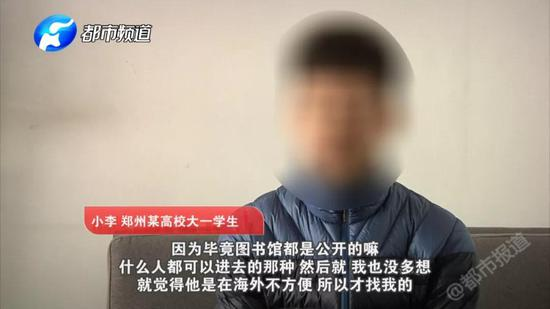 都市频道
小李 郑州某高校大一学生
因为毕竟图书馆都是公开的嘛
什么人都可以进去的那种 然后就 我也没多想
就觉得他是在海外不方便 所以才找我的
@都市报道